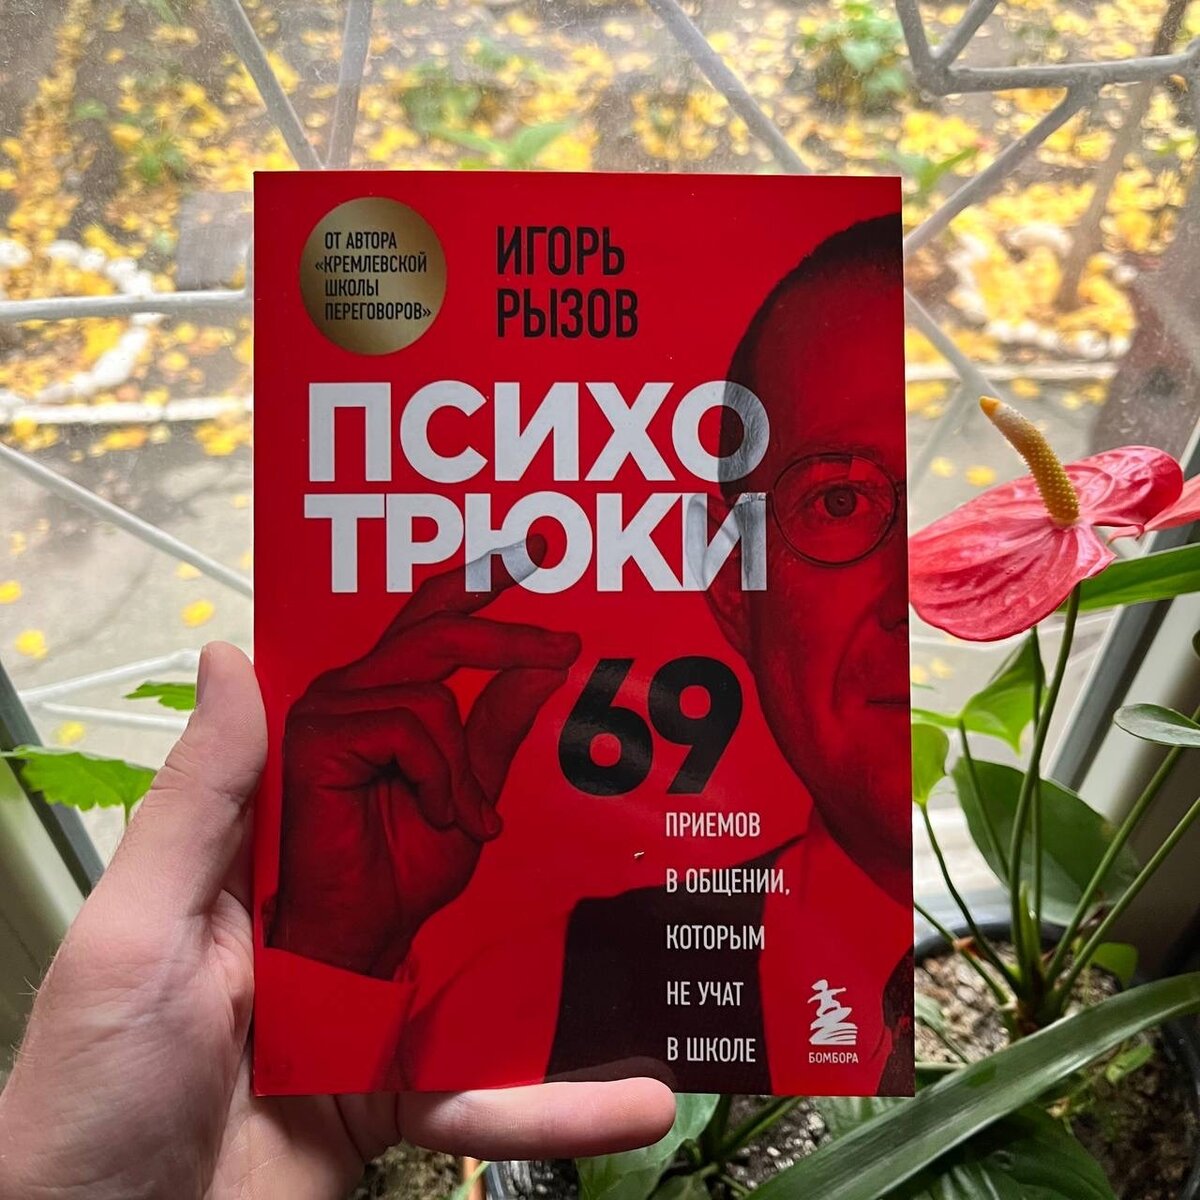 ОТ АВТОРА
«КРЕМЛЕВСКОЙ
ШКОЛЫ
ПЕРЕГОВОРОВ»
ИГОРЬ
РЫЗОВ
ПСИХО
ТРЮКИ
69
ПРИЕМОВ
В ОБЩЕНИИ,
КОТОРЫМ
НЕ УЧАТ
В ШКОЛЕ
БОМБОРА